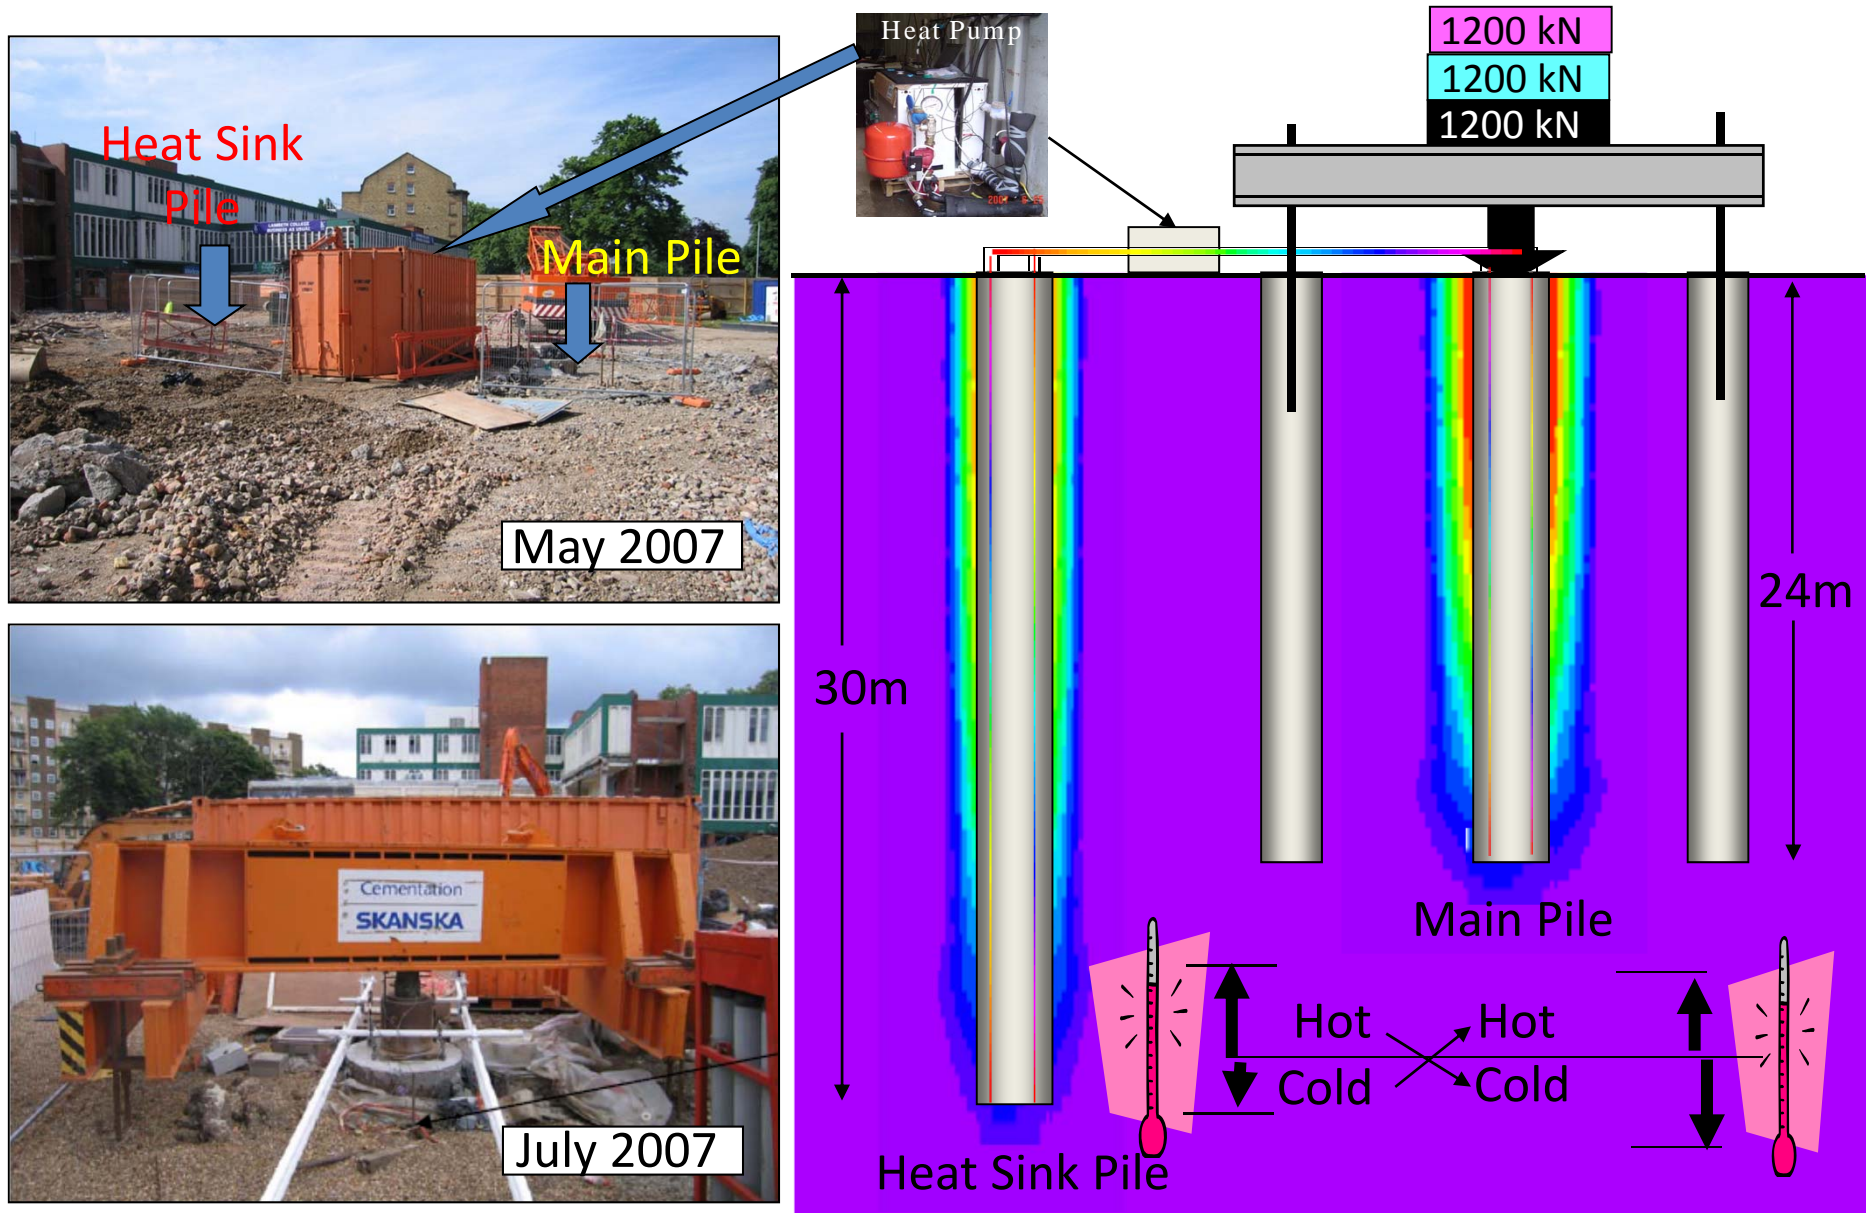 Heat Sink
Pile
Main Pile
May 2007
Cementation
SKANSKA
July 2007
Heat Pump
1200 kN
1200 kN
1200 kN
30m
24m
Main Pile
Hot
Hot
Cold
Cold
Heat Sink Pile